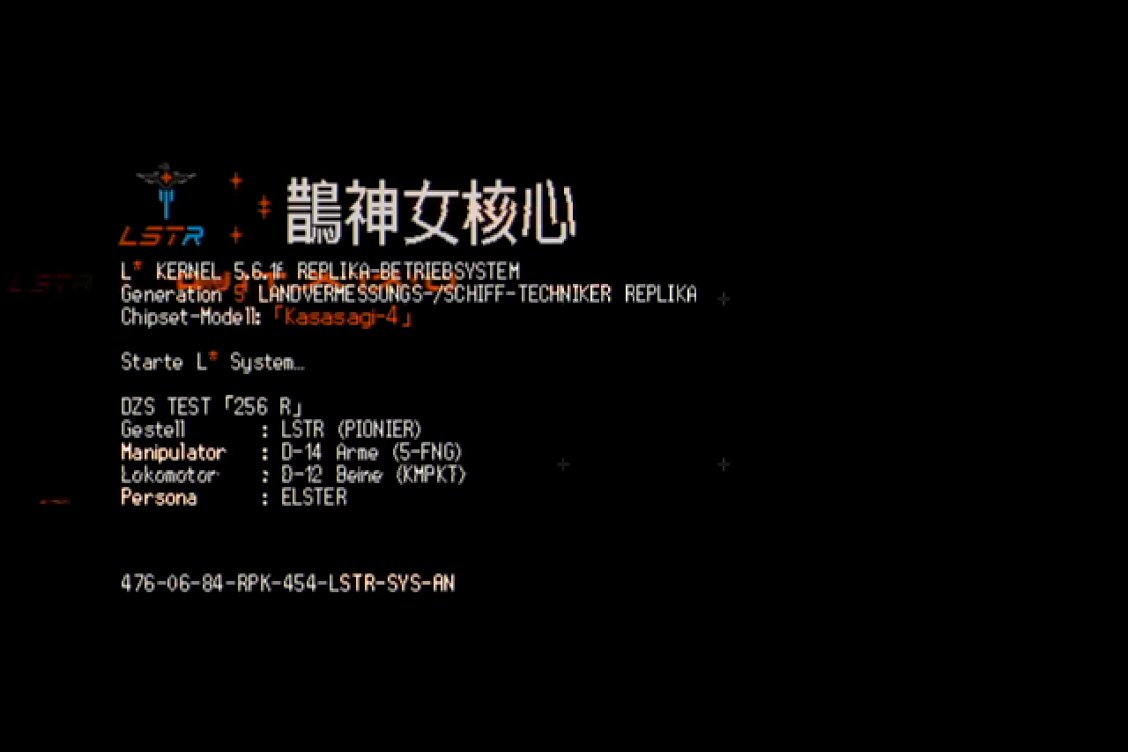 LSTR
鵲神女核心
L* KERNEL 5.6.1f REPLIKA-BETRIEBSYSTEM
Generation 5 LANDVERMESSUNGS-/SCHIFF-TECHNIKER REPLIKA
Chipset-Modell:「Kasasagi-4」
Starte L* System…
DZS TEST「256 R」
Gestell : LSTR (PIONIER)
Manipulator : D-14 Arme (5-FNG)
Lokomotor : D-12 Beine (KMPKT)
Persona : ELSTER
476-06-84-RPK-454-LSTR-SYS-AN